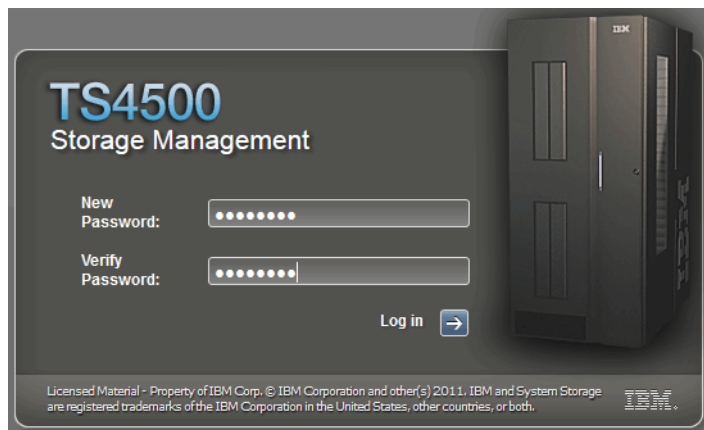 IBM
TS4500
Storage Management
New
Password:
Verify
Password:
Log in
IBM
Licensed Material - Property of IBM Corp. © IBM Corporation and other(s) 2011. IBM and System Storage
are registered trademarks of the IBM Corporation in the United States, other countries, or both.
IBM.